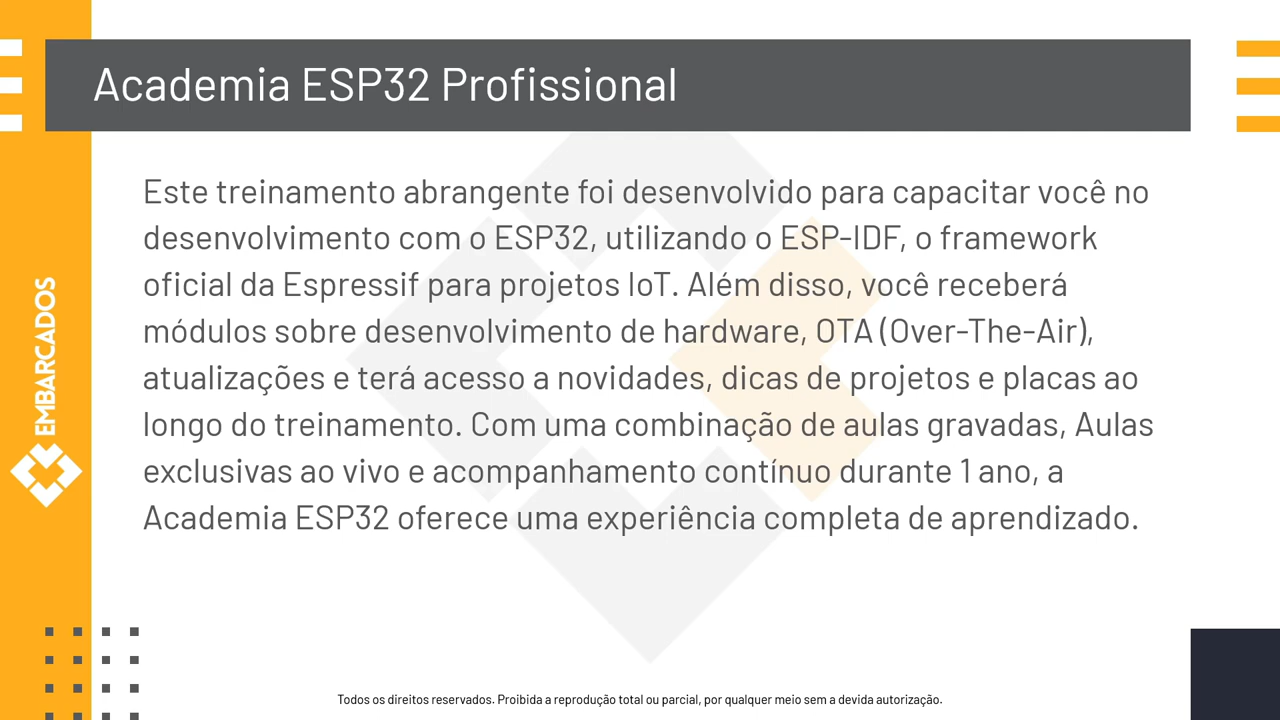 Academia ESP32 Profissional
Este treinamento abrangente foi desenvolvido para capacitar você no
desenvolvimento com o ESP32, utilizando o ESP-IDF, o framework
oficial da Espressif para projetos IoT. Além disso, você receberá
módulos sobre desenvolvimento de hardware, OTA (Over-The-Air),
atualizações e terá acesso a novidades, dicas de projetos e placas ao
longo do treinamento. Com uma combinação de aulas gravadas, Aulas
exclusivas ao vivo e acompanhamento contínuo durante 1 ano, a
Academia ESP32 oferece uma experiência completa de aprendizado.
EMBARCADOS
Todos os direitos reservados. Proibida a reprodução total ou parcial, por qualquer meio sem a devida autorização.